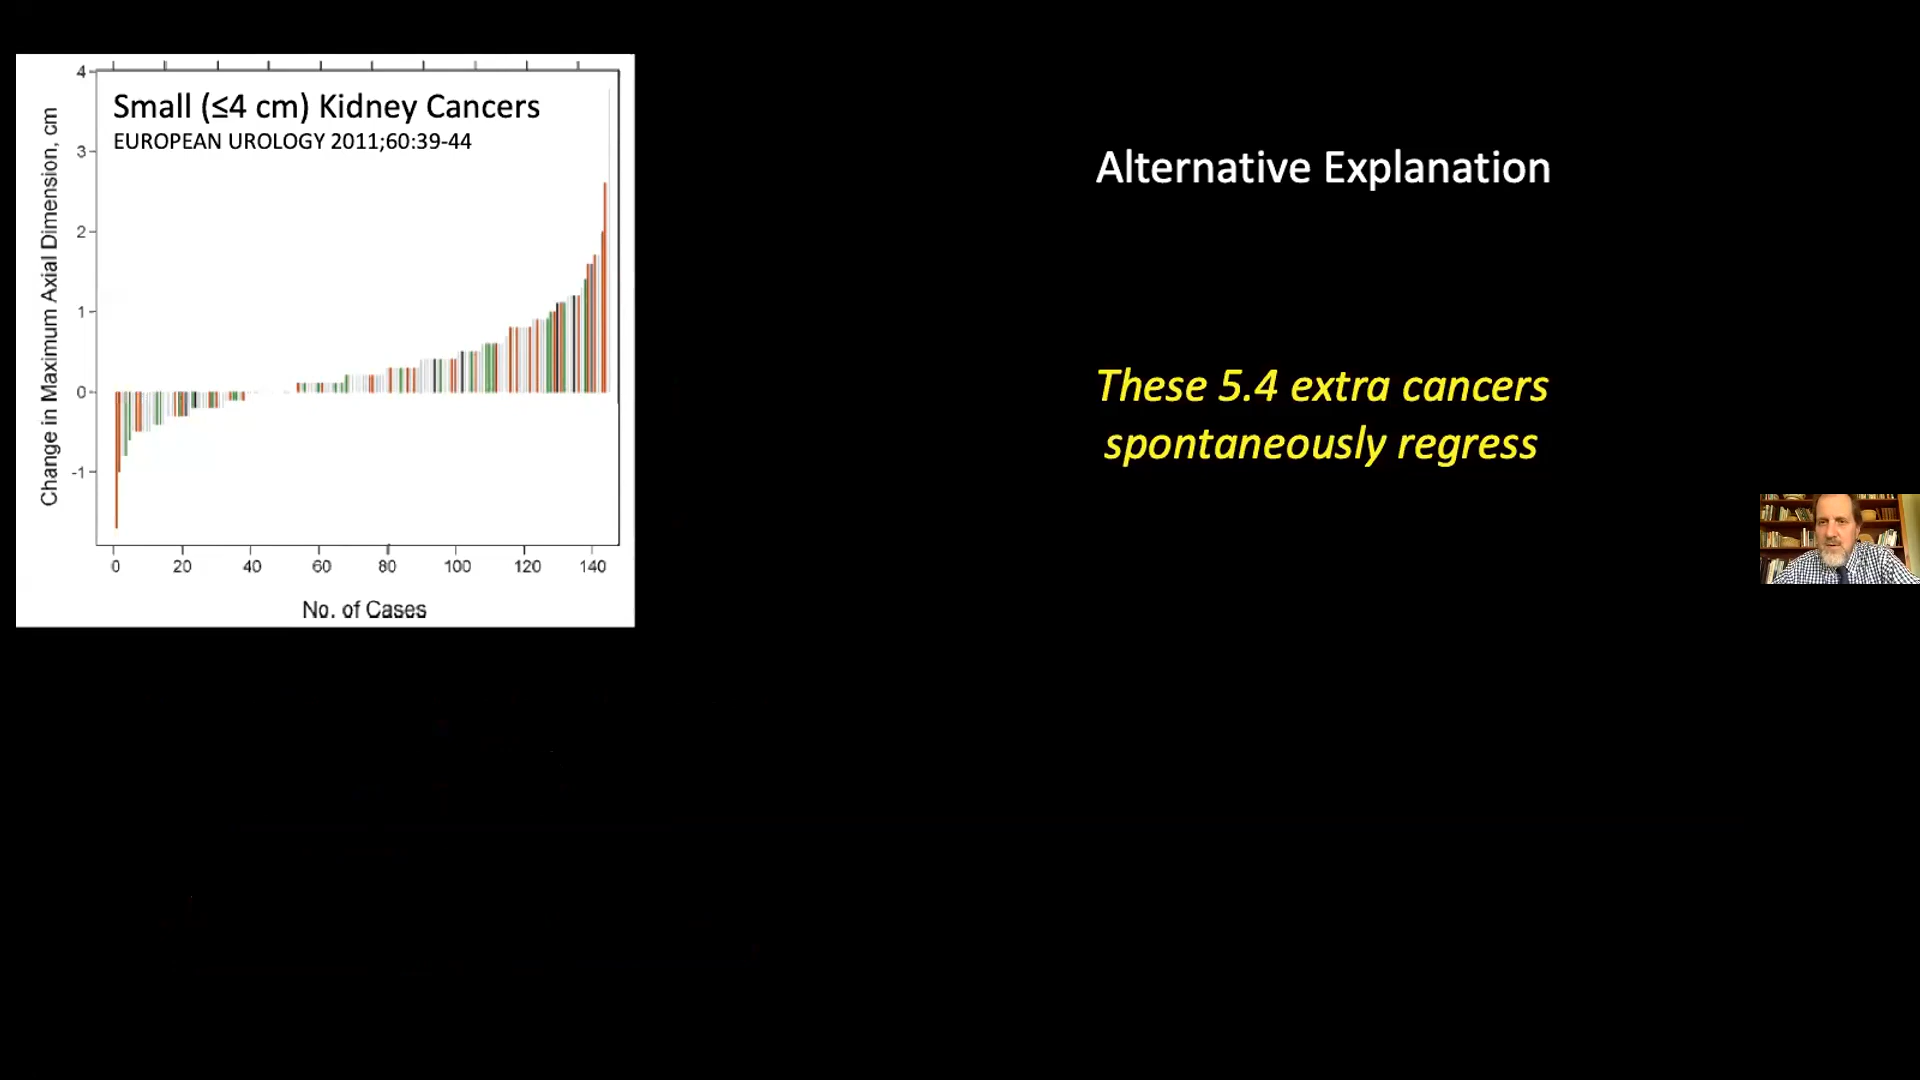 Small (≤4 cm) Kidney Cancers
EUROPEAN UROLOGY 2011;60:39-44
Change in Maximum Axial Dimension, cm
4
3
2
1
0
-1
0 20 40 60 80 100 120 140
No. of Cases
Alternative Explanation
These 5.4 extra cancers
spontaneously regress